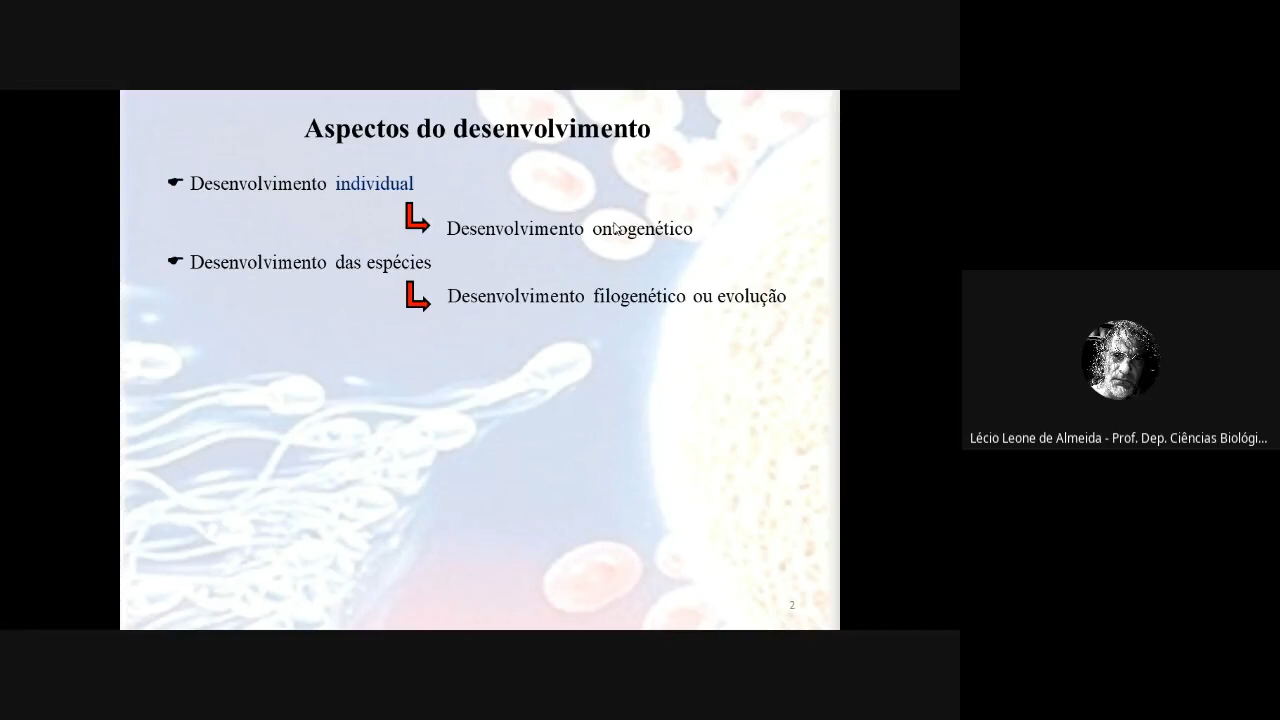 Aspectos do desenvolvimento
Desenvolvimento individual
Desenvolvimento ontogenético
Desenvolvimento das espécies
Desenvolvimento filogenético ou evolução
2
Lécio Leone de Almeida - Prof. Dep. Ciências Biológi...